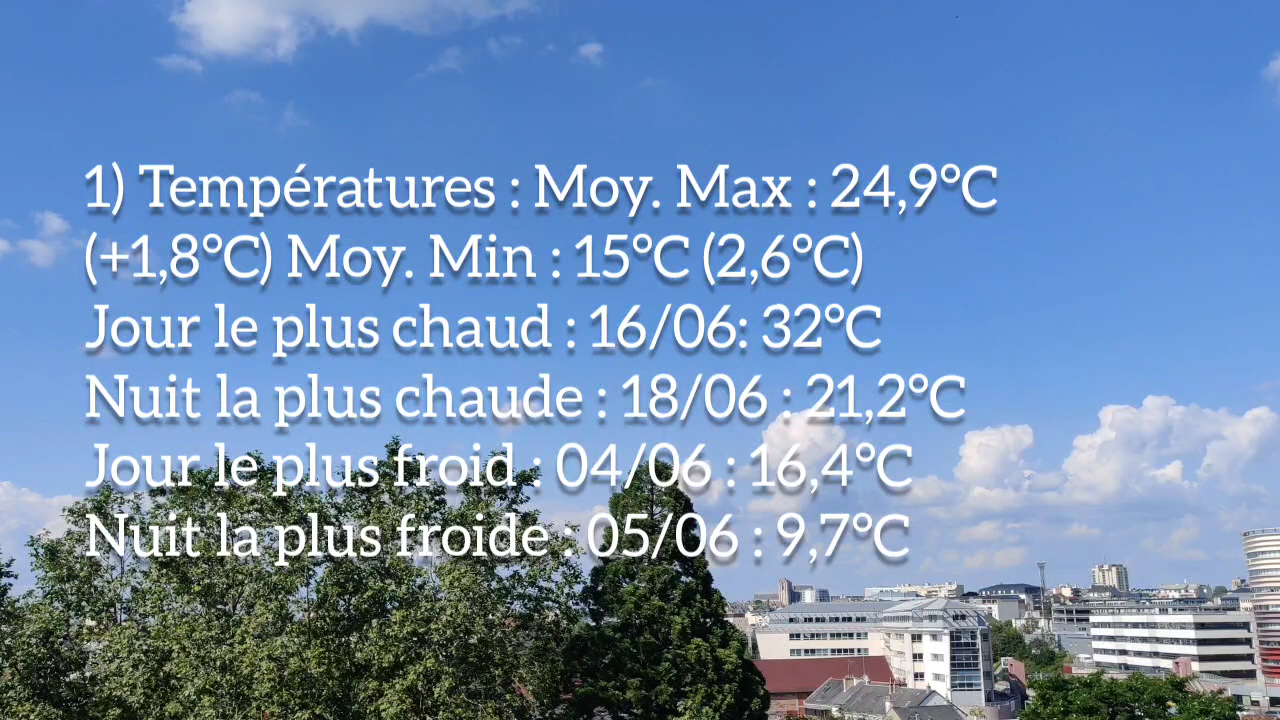 1) Températures : Moy. Max : 24,9°C
(+1,8°C) Moy. Min : 15°C (2,6°C)
Jour le plus chaud : 16/06: 32°C
Nuit la plus chaude : 18/06 : 21,2°C
Jour le plus froid : 04/06 : 16,4°C
Nuit la plus froide : 05/06 : 9,7°C